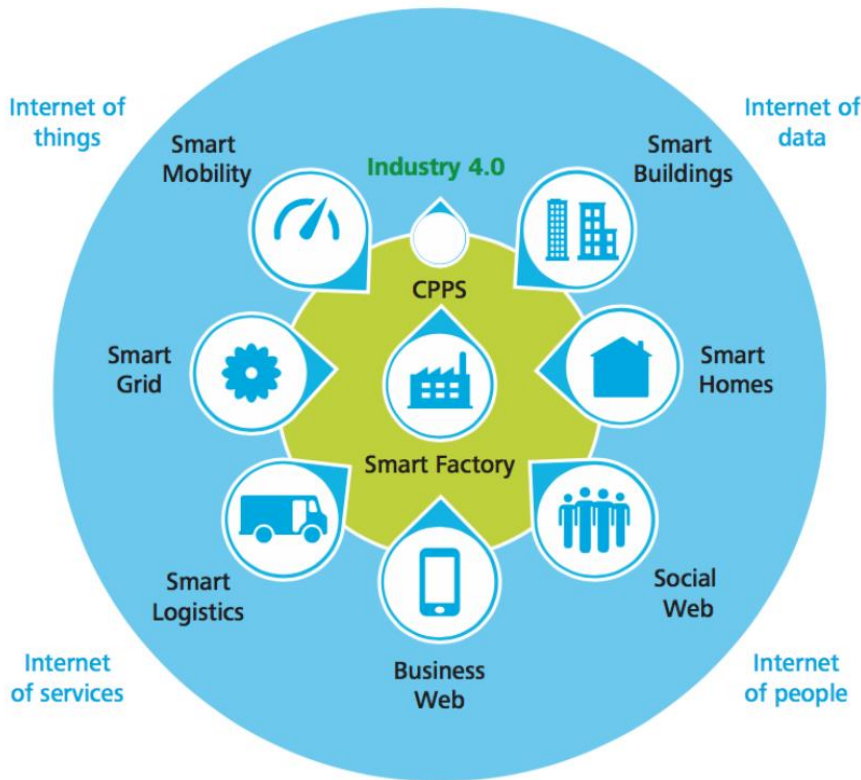 Internet of
things
Internet of
data
Smart
Mobility
Industry 4.0
Smart
Buildings
CPPS
Smart
Grid
Smart
Homes
Smart Factory
Smart
Logistics
Social
Web
Business
Web
Internet
of services
Internet
of people